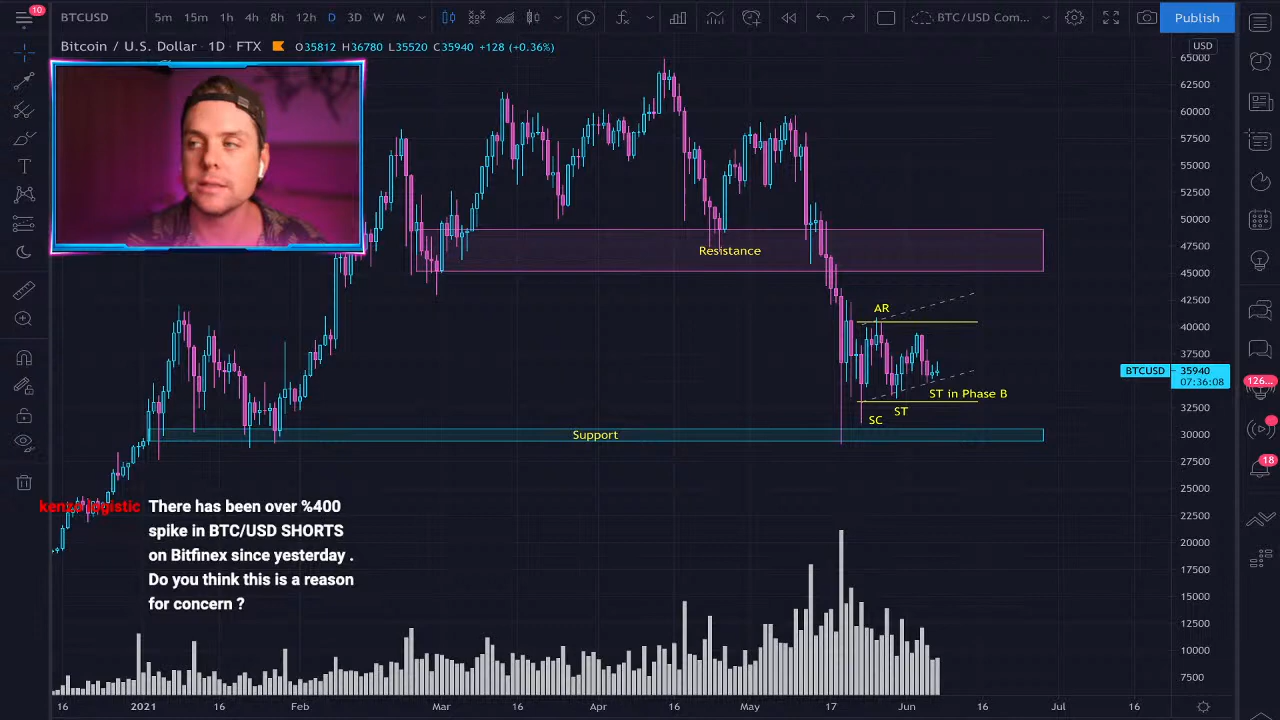 10
BTCUSD
5m 15m 1h 4h 8h 12h D 3D W M
BTC/USD Com...
Publish
Bitcoin / U.S. Dollar · 1D · FTX O35812 H36780 L35520 C35940 +128 (+0.36%)
USD
65000
60000
57500
55000
52500
50000
47500
45000
42500
40000
37500
BTCUSD 35940
07:36:08
32500
30000
27500
25000
22500
20000
17500
15000
12500
10000
7500
Resistance
AR
ST in Phase B
ST
SC
Support
126...
18
kenzo logistic There has been over %400
spike in BTC/USD SHORTS
on Bitfinex since yesterday .
Do you think this is a reason
for concern ?
16 2021 16 Feb Mar 16 Apr 16 May 17 Jun 16 Jul 16